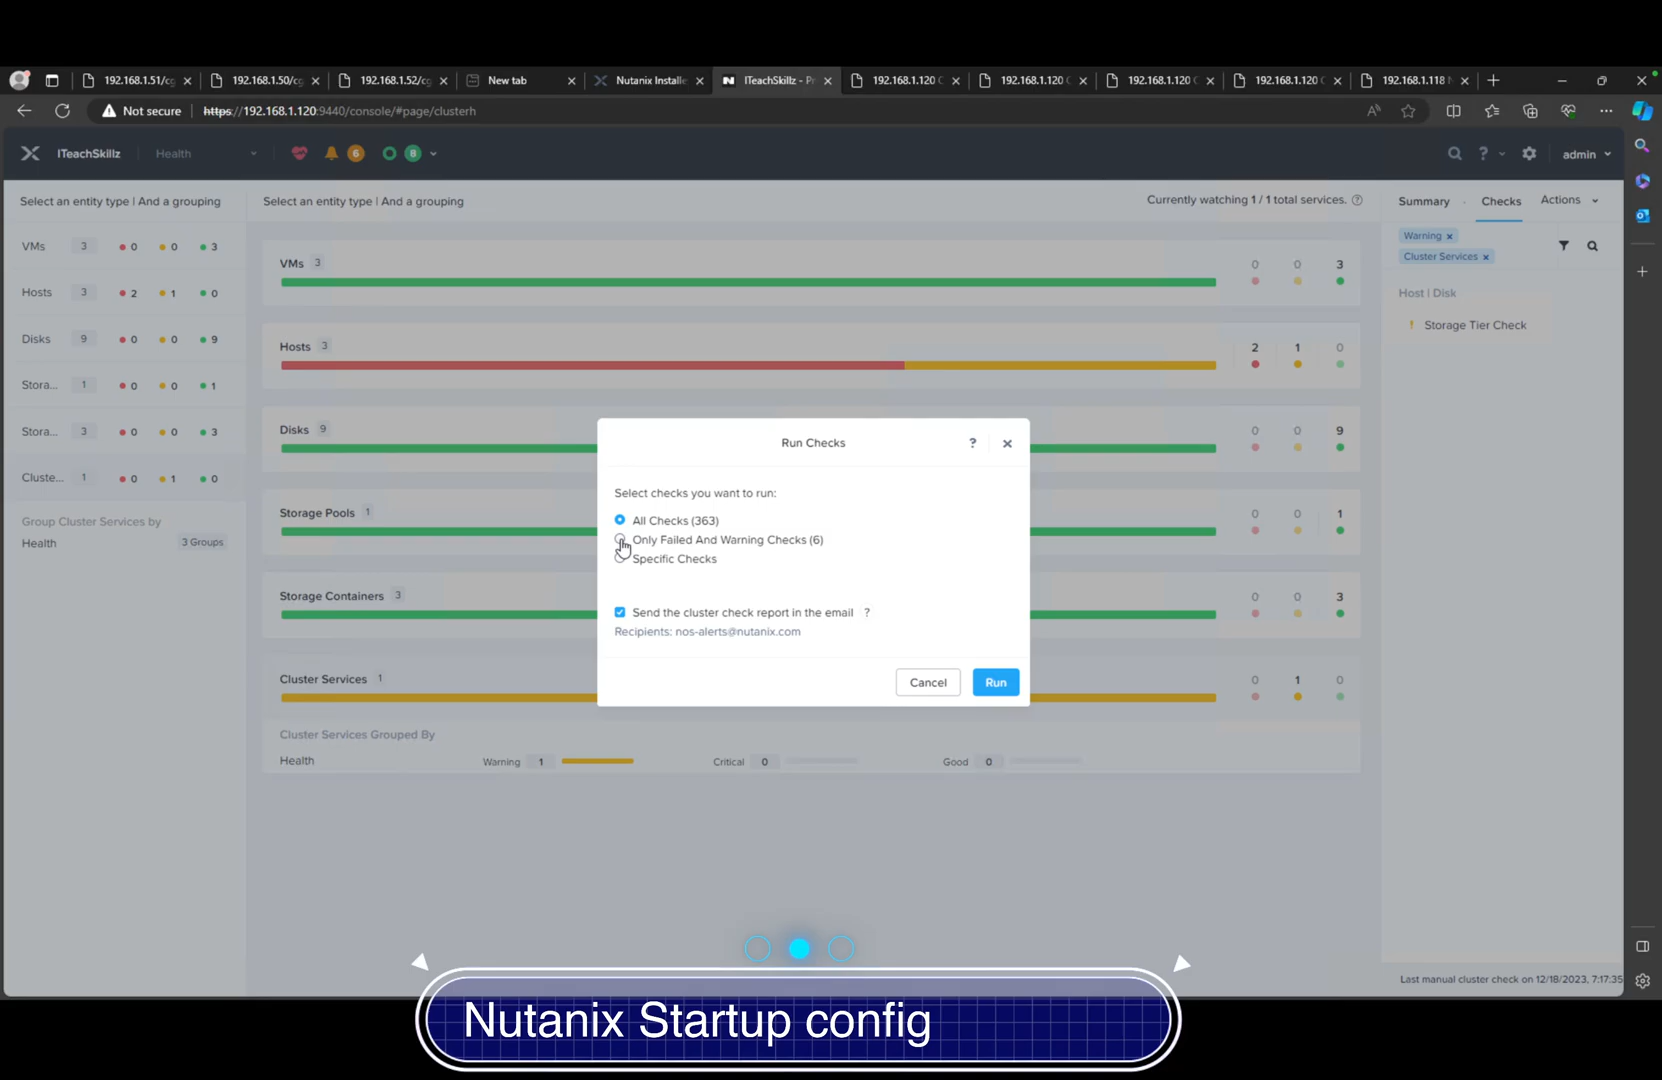 192.168.1.51/cg
192.168.1.50/cg
192.168.1.52/cg
New tab
Nutanix Installe
ITeachSkillz - Pr
192.168.1.120 C
192.168.1.120 C
192.168.1.120 C
192.168.1.120 C
192.168.1.118 N
Not secure
https://192.168.1.120:9440/console/#page/clusterh
ITeachSkillz
Health
6
8
?
admin
Select an entity type | And a grouping
VMs 3 0 0 3
Hosts 3 2 1 0
Disks 9 0 0 9
Stora... 1 0 0 1
Stora... 3 0 0 3
Cluste... 1 0 1 0
Group Cluster Services by
Health 3 Groups
Select an entity type | And a grouping
Currently watching 1 / 1 total services. ?
VMs 3 0 0 3
Hosts 3 2 1 0
Disks 9 0 0 9
Storage Pools 1 0 0 1
Storage Containers 3 0 0 3
Cluster Services 1 0 1 0
Cluster Services Grouped By
Health Warning 1 Critical 0 Good 0
Run Checks ?
Select checks you want to run:
All Checks (363)
Only Failed And Warning Checks (6)
Specific Checks
Send the cluster check report in the email ?
Recipients: nos-alerts@nutanix.com
Cancel
Run
Summary
Checks
Actions
Warning
Cluster Services
Host | Disk
! Storage Tier Check
Last manual cluster check on 12/18/2023, 7:17:35
Nutanix Startup config